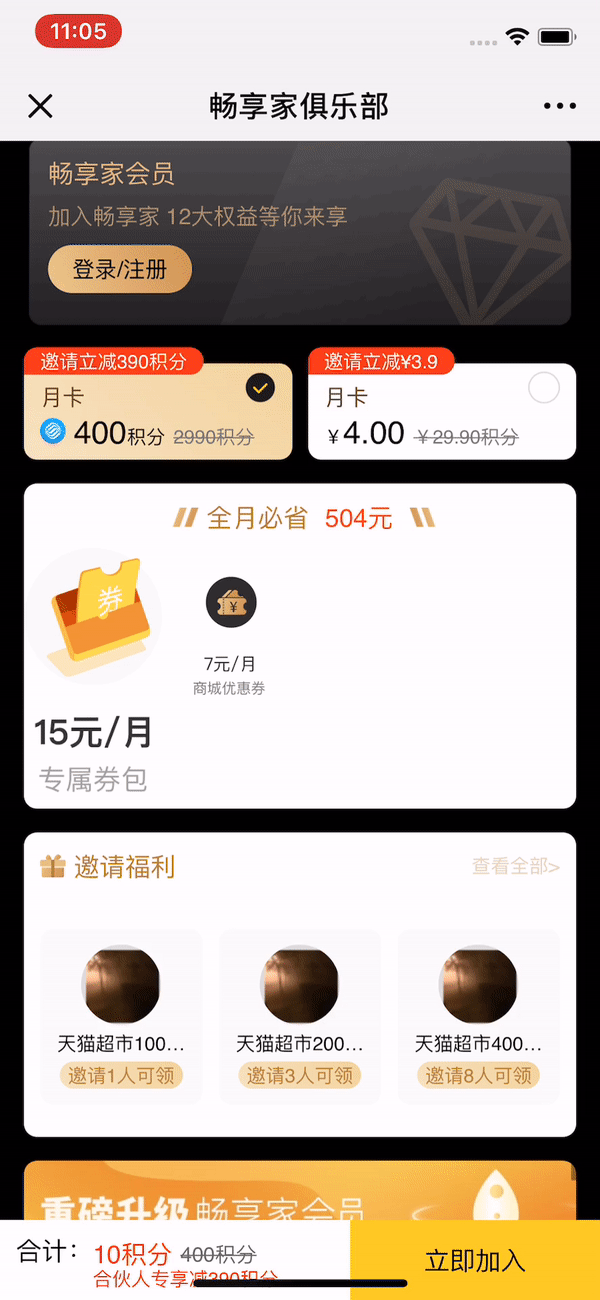 11:05
畅享家俱乐部
畅享家会员
加入畅享家 12大权益等你来享
登录/注册
邀请立减390积分
月卡
400积分 2990积分
邀请立减¥3.9
月卡
¥4.00 ¥29.90积分
全月必省 504元
券
15元/月
专属券包
7元/月
商城优惠券
邀请福利
查看全部>
天猫超市100...
邀请1人可领
天猫超市200...
邀请3人可领
天猫超市400...
邀请8人可领
重磅升级 畅享家会员
合计: 10积分 400积分
合伙人专享减390积分
立即加入